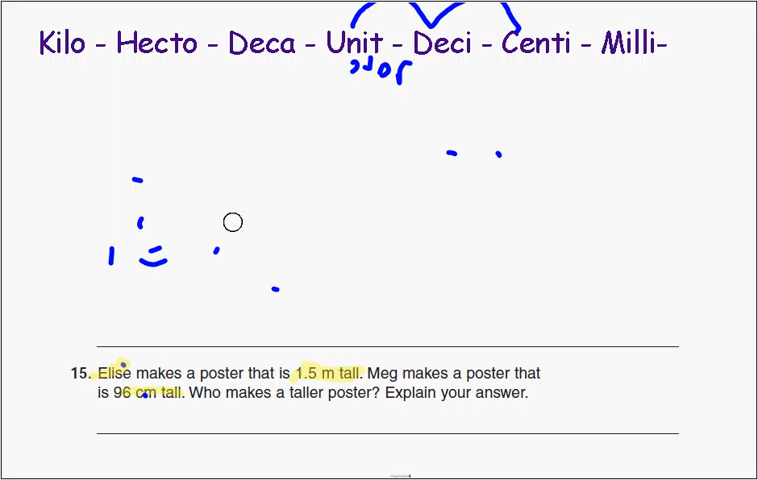 Kilo - Hecto - Deca - Unit - Deci - Centi - Milli-
15. Elise makes a poster that is 1.5 m tall. Meg makes a poster that
is 96 cm tall. Who makes a taller poster? Explain your answer.